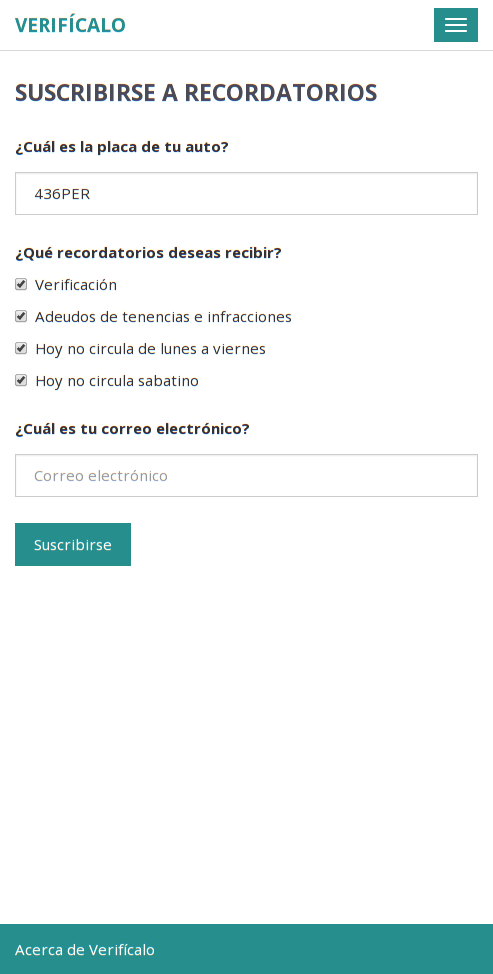 VERIFÍCALO
SUSCRIBIRSE A RECORDATORIOS
¿Cuál es la placa de tu auto?
436PER
¿Qué recordatorios deseas recibir?
Verificación
Adeudos de tenencias e infracciones
Hoy no circula de lunes a viernes
Hoy no circula sabatino
¿Cuál es tu correo electrónico?
Correo electrónico
Suscribirse
Acerca de Verifícalo